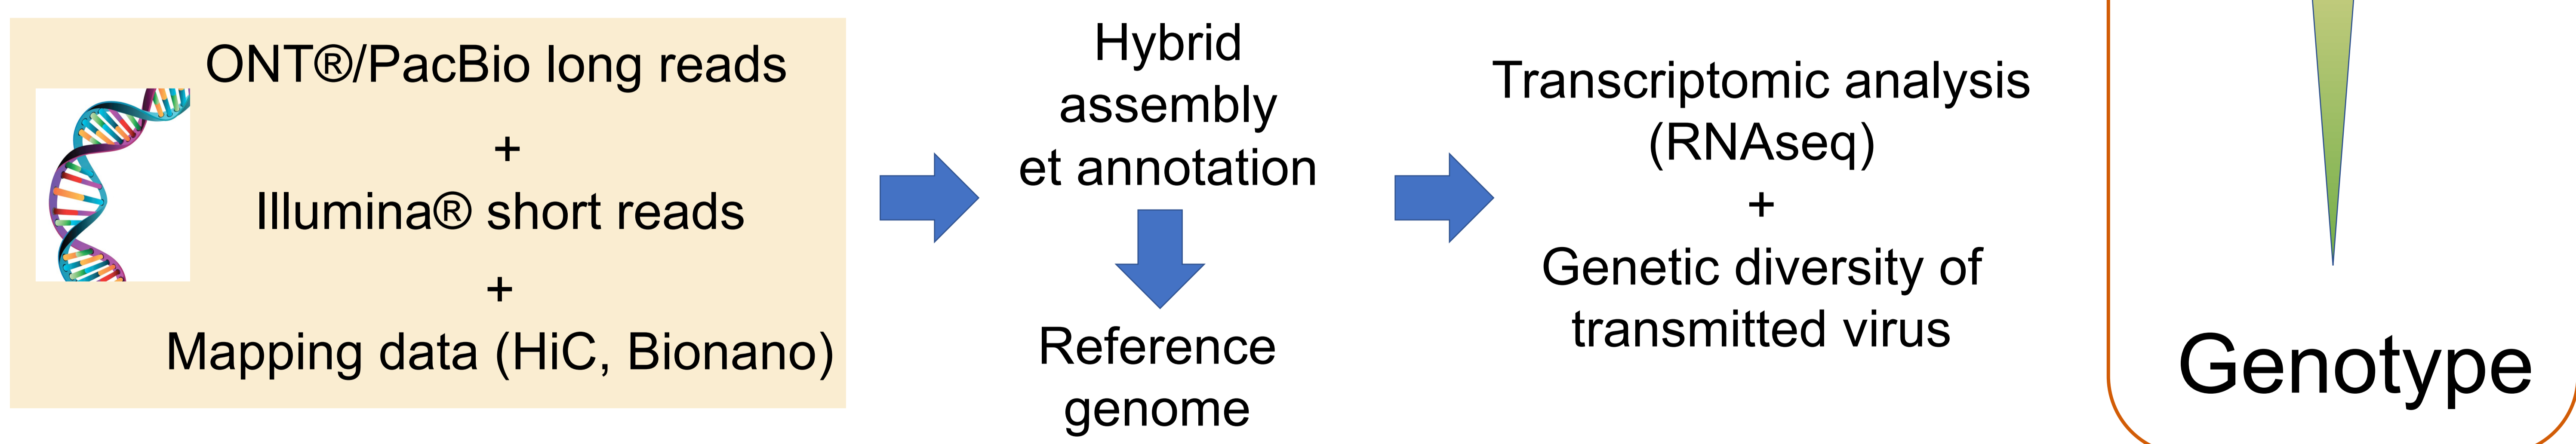 ONT®/PacBio long reads
+
Illumina® short reads
+
Mapping data (HiC, Bionano)
Hybrid
assembly
et annotation
Reference
genome
Transcriptomic analysis
(RNAseq)
+
Genetic diversity of
transmitted virus
Genotype